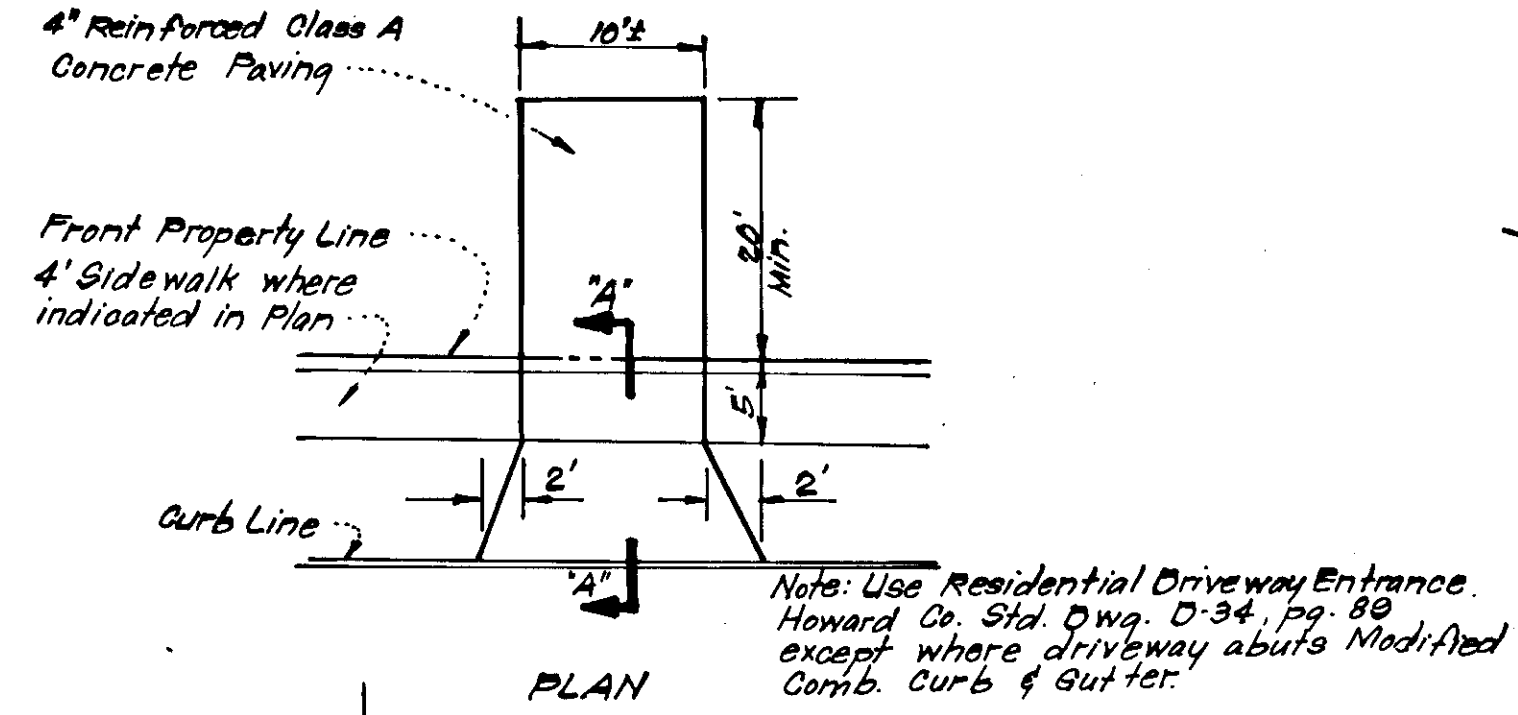 4" Reinforced Class A
Concrete Paving
10'±
Front Property Line
4' Sidewalk where
indicated in Plan
20'
Min.
"A"
5'
2'
2'
Curb Line
"A"
Note: Use Residential Driveway Entrance.
Howard Co. Std. Dwg. D-34, pg.
except where driveway abuts Modified
Comb. Curb & Gutter.
PLAN